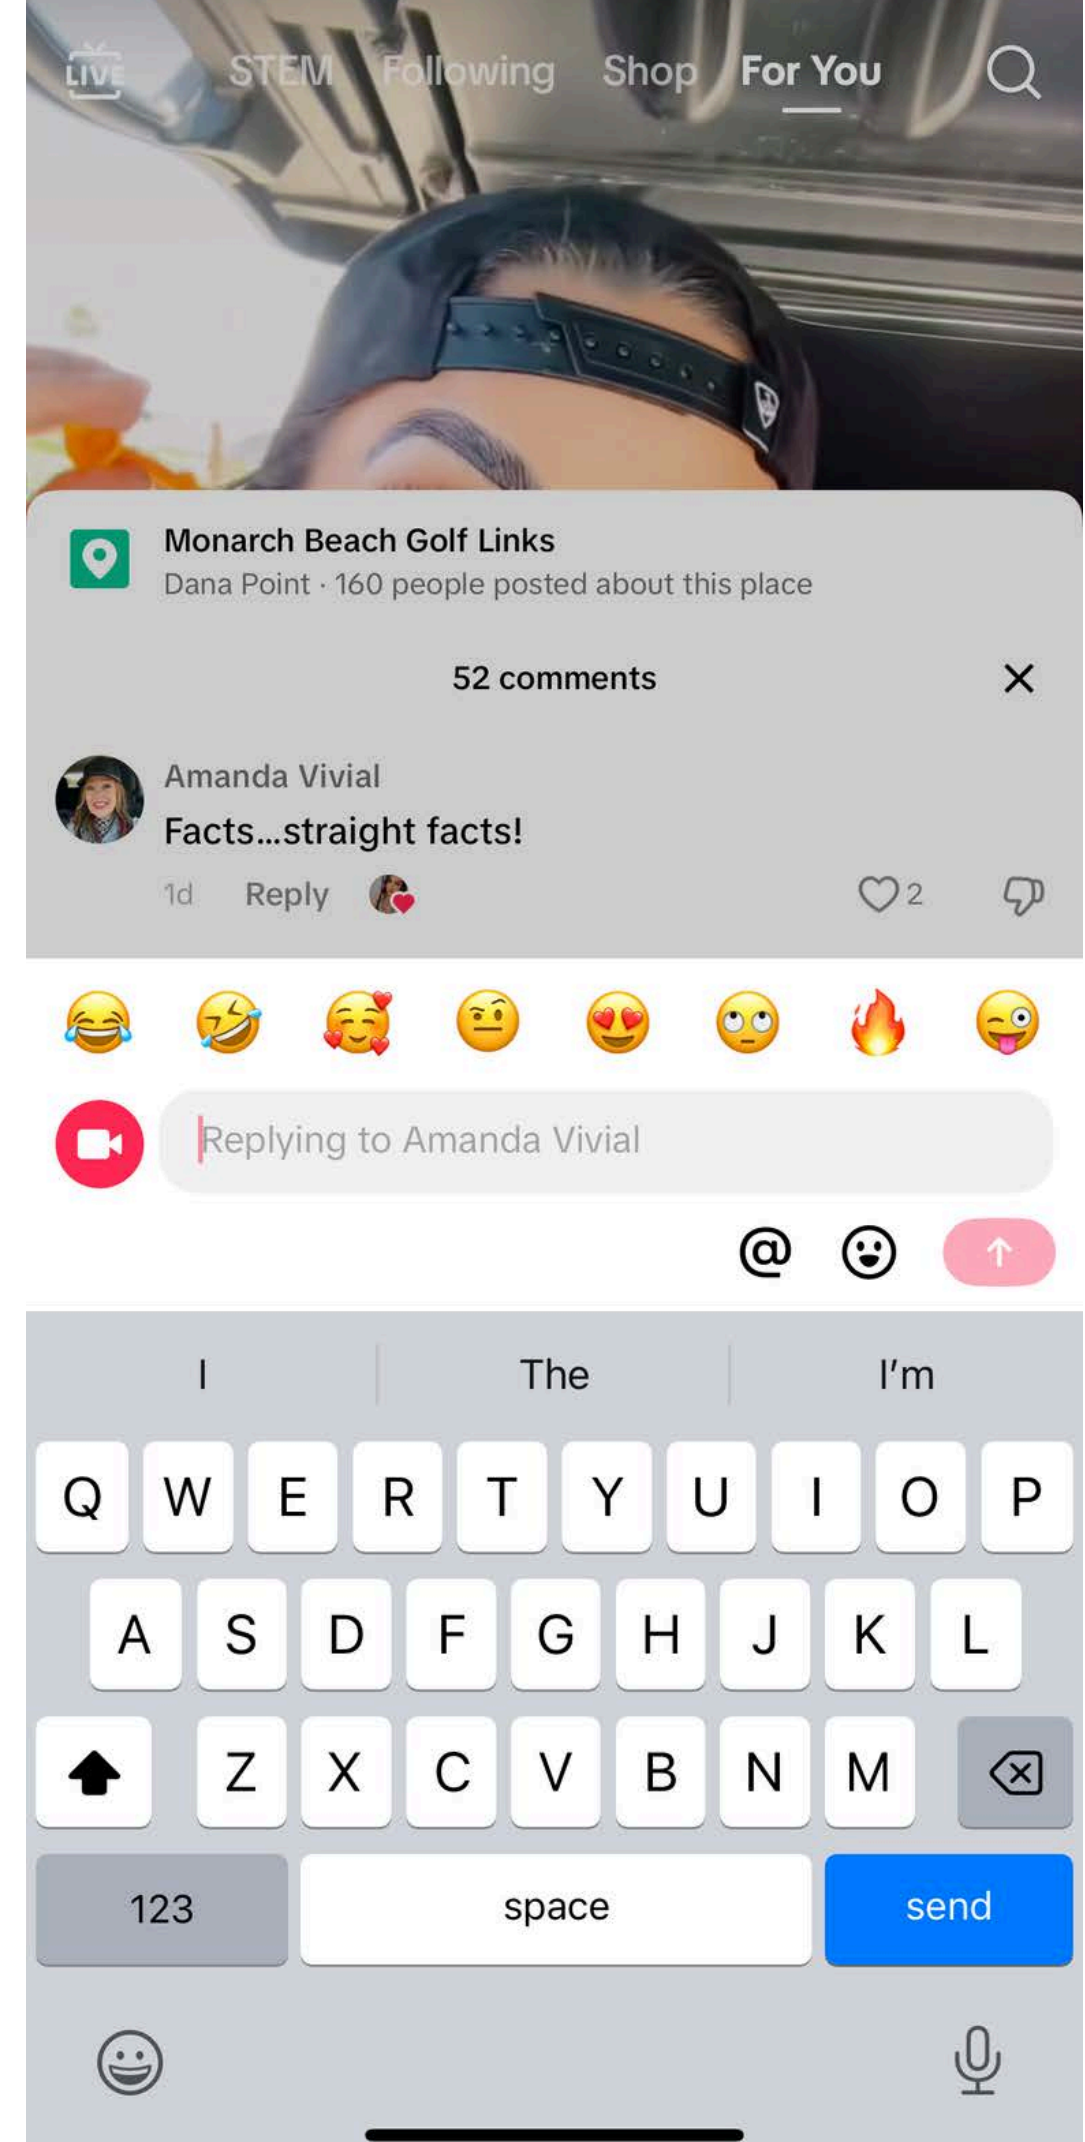 LIVE STEM Following Shop For You
Monarch Beach Golf Links
Dana Point · 160 people posted about this place
52 comments
Amanda Vivial
Facts...straight facts!
1d Reply 2
Replying to Amanda Vivial
@
I The I'm
Q W E R T Y U I O P
A S D F G H J K L
Z X C V B N M
123 space send